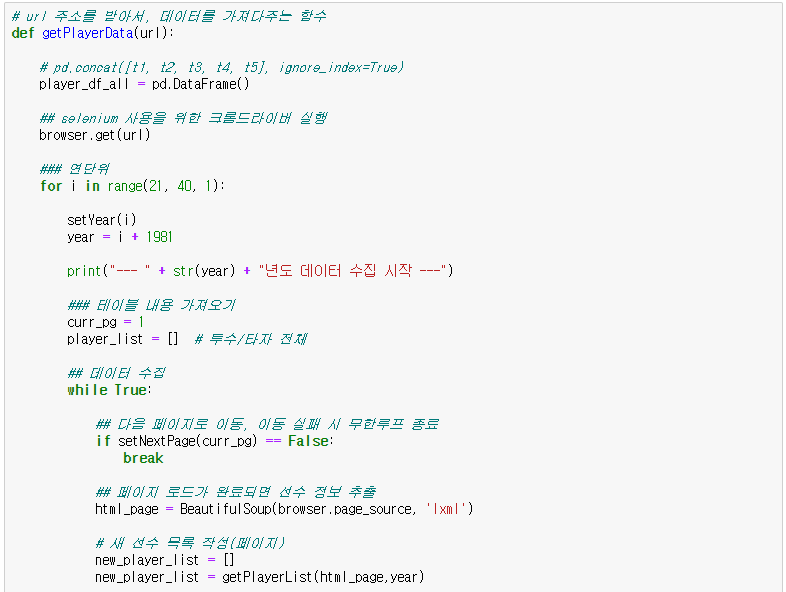 # url 주소를 받아서, 데이터를 가져다주는 함수
def getPlayerData(url):
# pd.concat([t1, t2, t3, t4, t5], ignore_index=True)
player_df_all = pd.DataFrame()
## selenium 사용을 위한 크롬드라이버 실행
browser.get(url)
### 연단위
for i in range(21, 40, 1):
setYear(i)
year = i + 1981
print("--- " + str(year) + "년도 데이터 수집 시작 ---")
### 테이블 내용 가져오기
curr_pg = 1
player_list = [] # 투수/타자 전체
## 데이터 수집
while True:
## 다음 페이지로 이동, 이동 실패 시 무한루프 종료
if setNextPage(curr_pg) == False:
break
## 페이지 로드가 완료되면 선수 정보 추출
html_page = BeautifulSoup(browser.page_source, 'lxml')
# 새 선수 목록 작성(페이지)
new_player_list = []
new_player_list = getPlayerList(html_page,year)